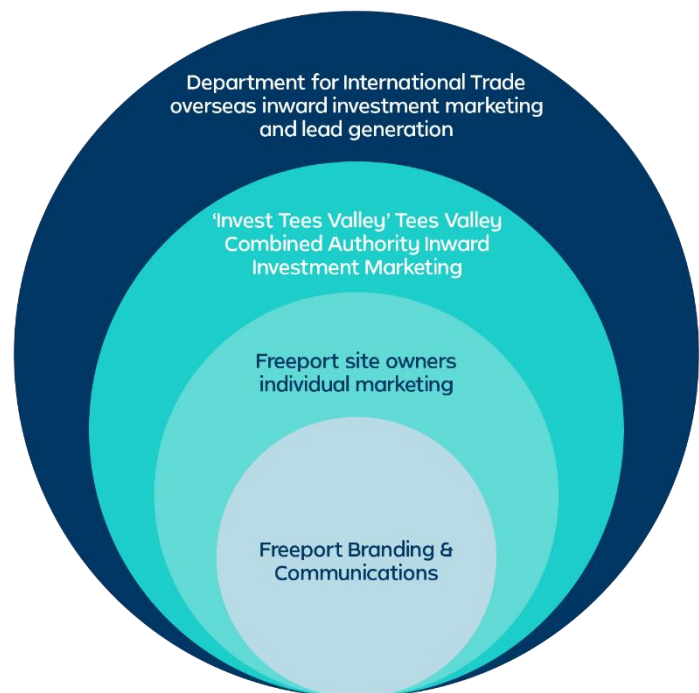 Department for International Trade
overseas inward investment marketing
and lead generation
‘Invest Tees Valley’ Tees Valley
Combined Authority Inward
Investment Marketing
Freeport site owners
individual marketing
Freeport Branding &
Communications